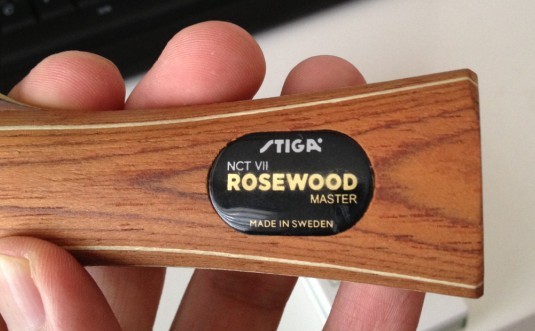 STIGA
NCT VII
ROSEWOOD
MASTER
MADE IN SWEDEN